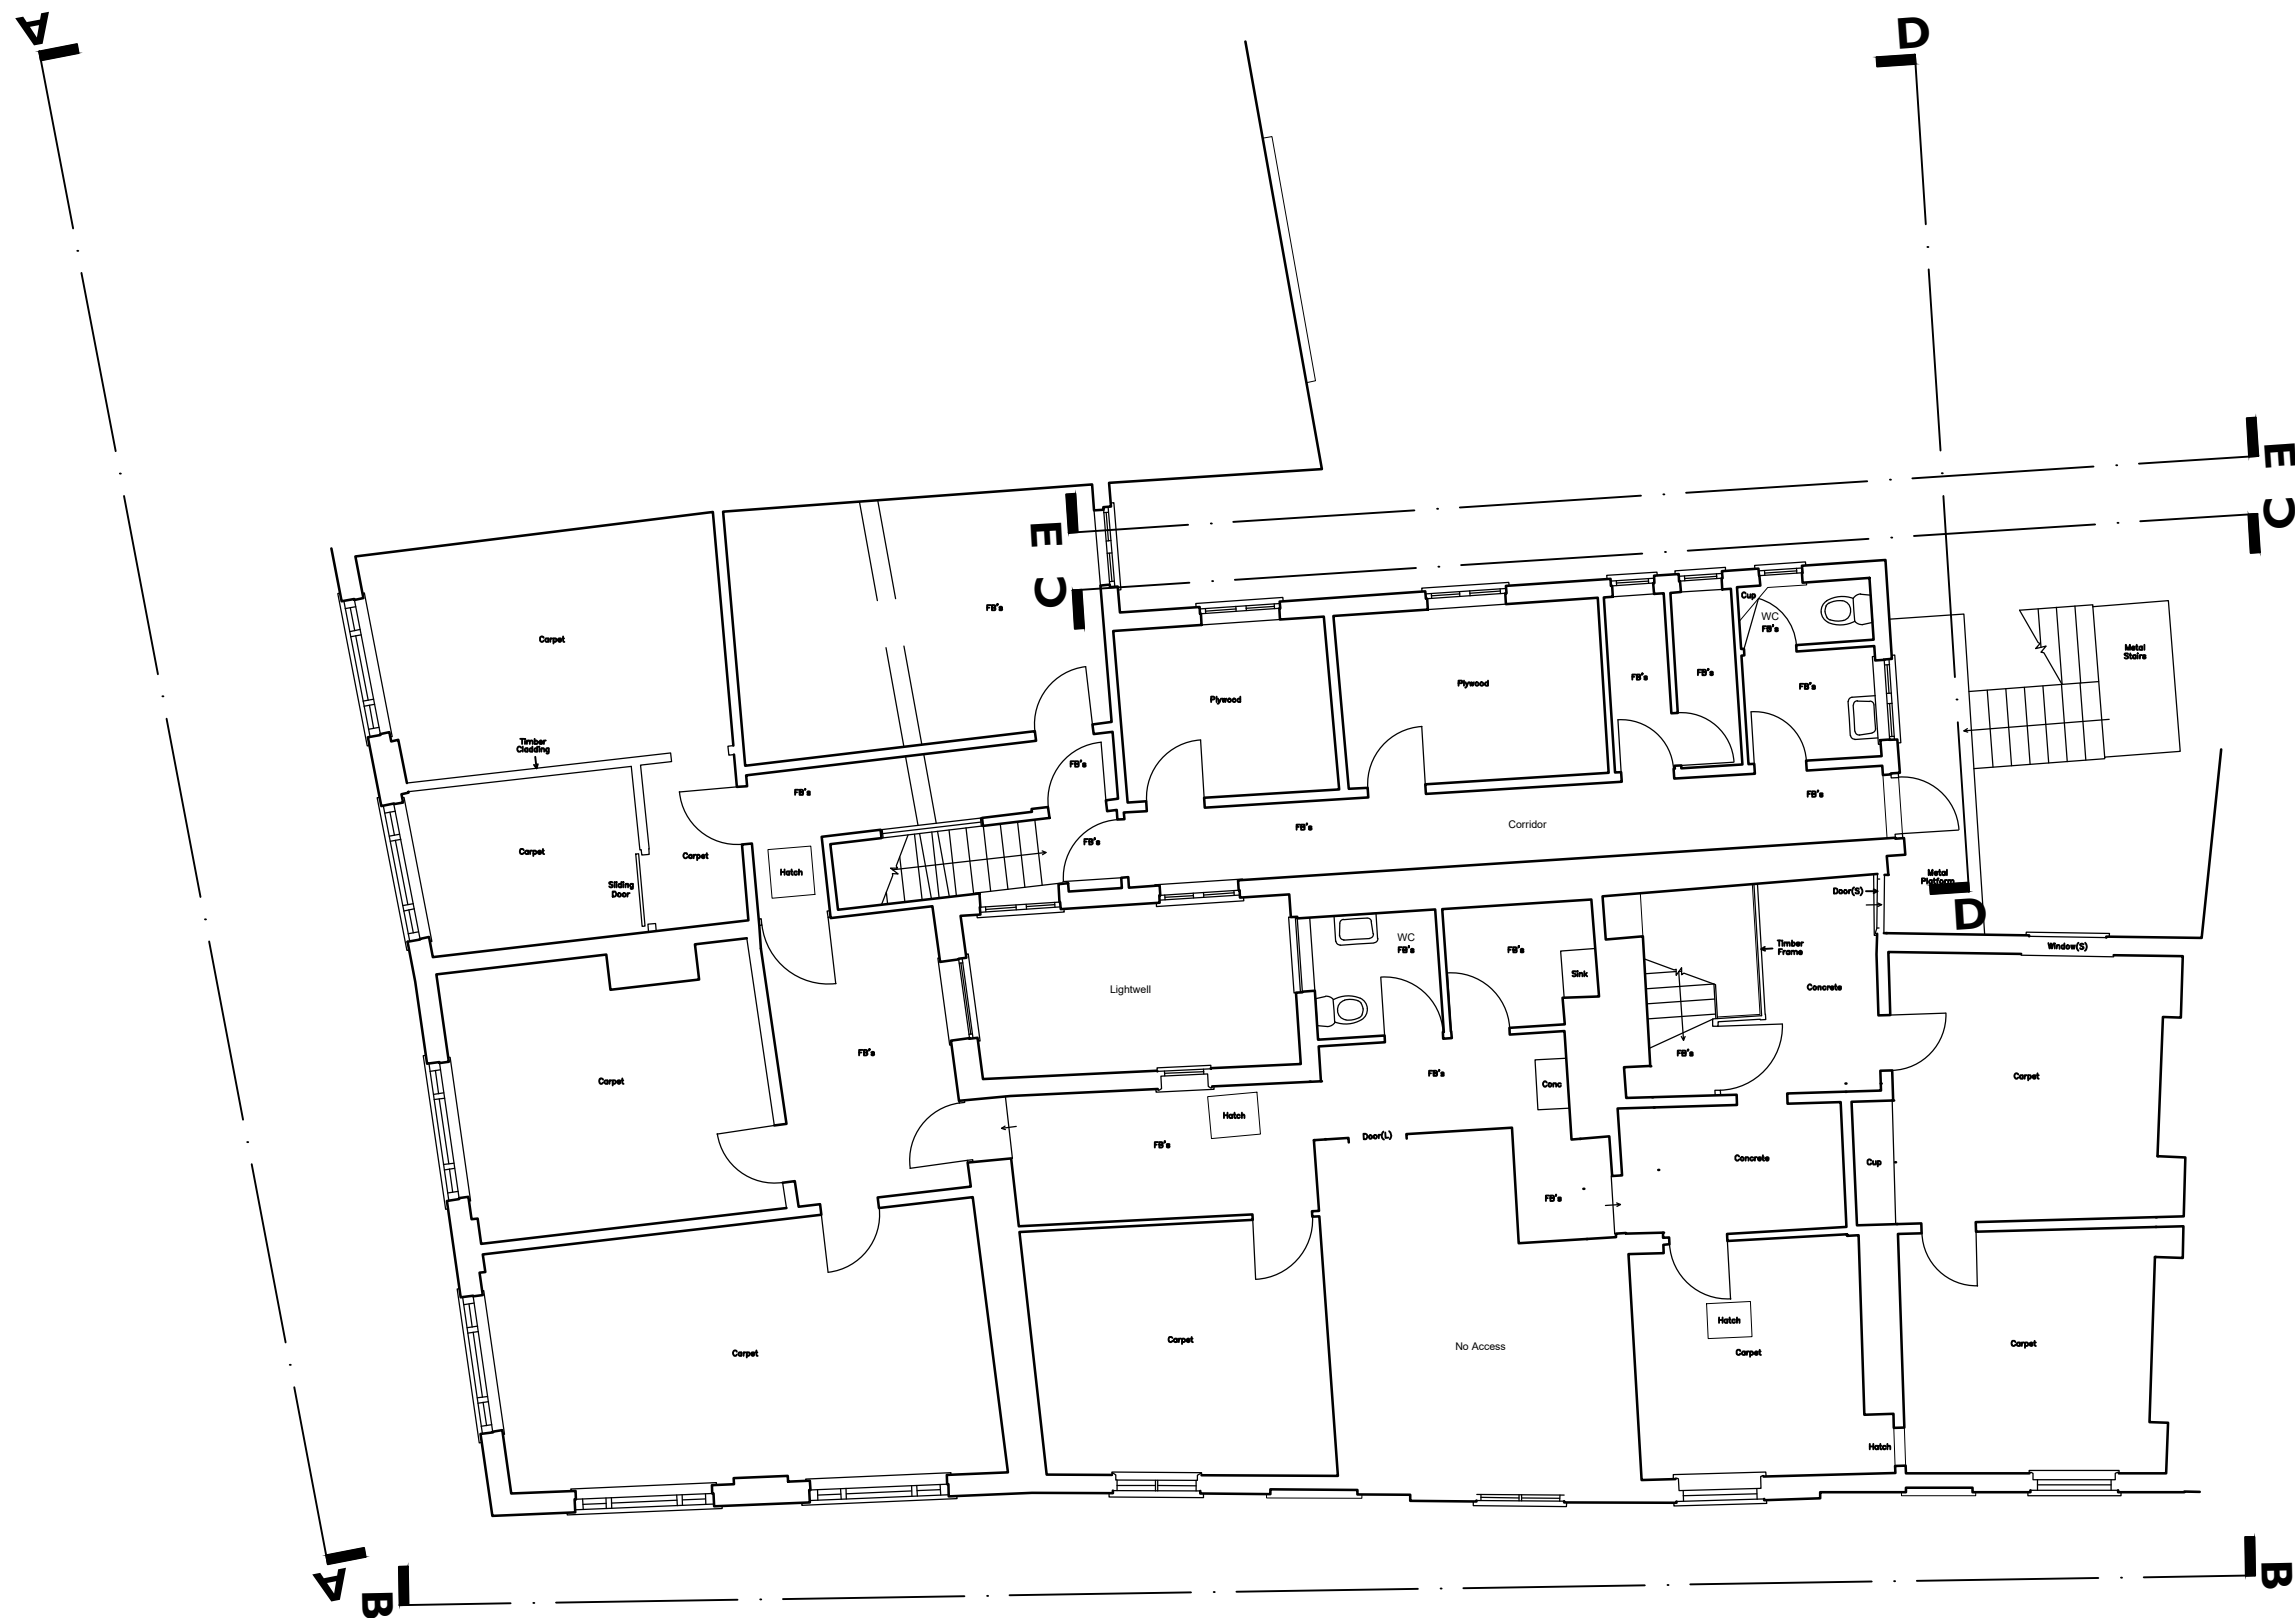 A
D
E
C
E
C
FB's
Carpet
Cup
WC
FB's
Metal
Stairs
FB's
FB's
FB's
Plywood
Plywood
Timber
Cladding
FB's
FB's
FB's
FB's
Corridor
FB's
Carpet
Carpet
Hatch
Sliding
Door
Metal
Platform
Door(S)
D
WC
FB's
FB's
Timber
Frame
Window(S)
Sink
Lightwell
Concrete
FB's
FB's
FB's
Carpet
Carpet
Conc
Hatch
FB's
Door(L)
Concrete
Cup
FB's
Hatch
Carpet
Carpet
No Access
Carpet
Carpet
Hatch
A
B
B